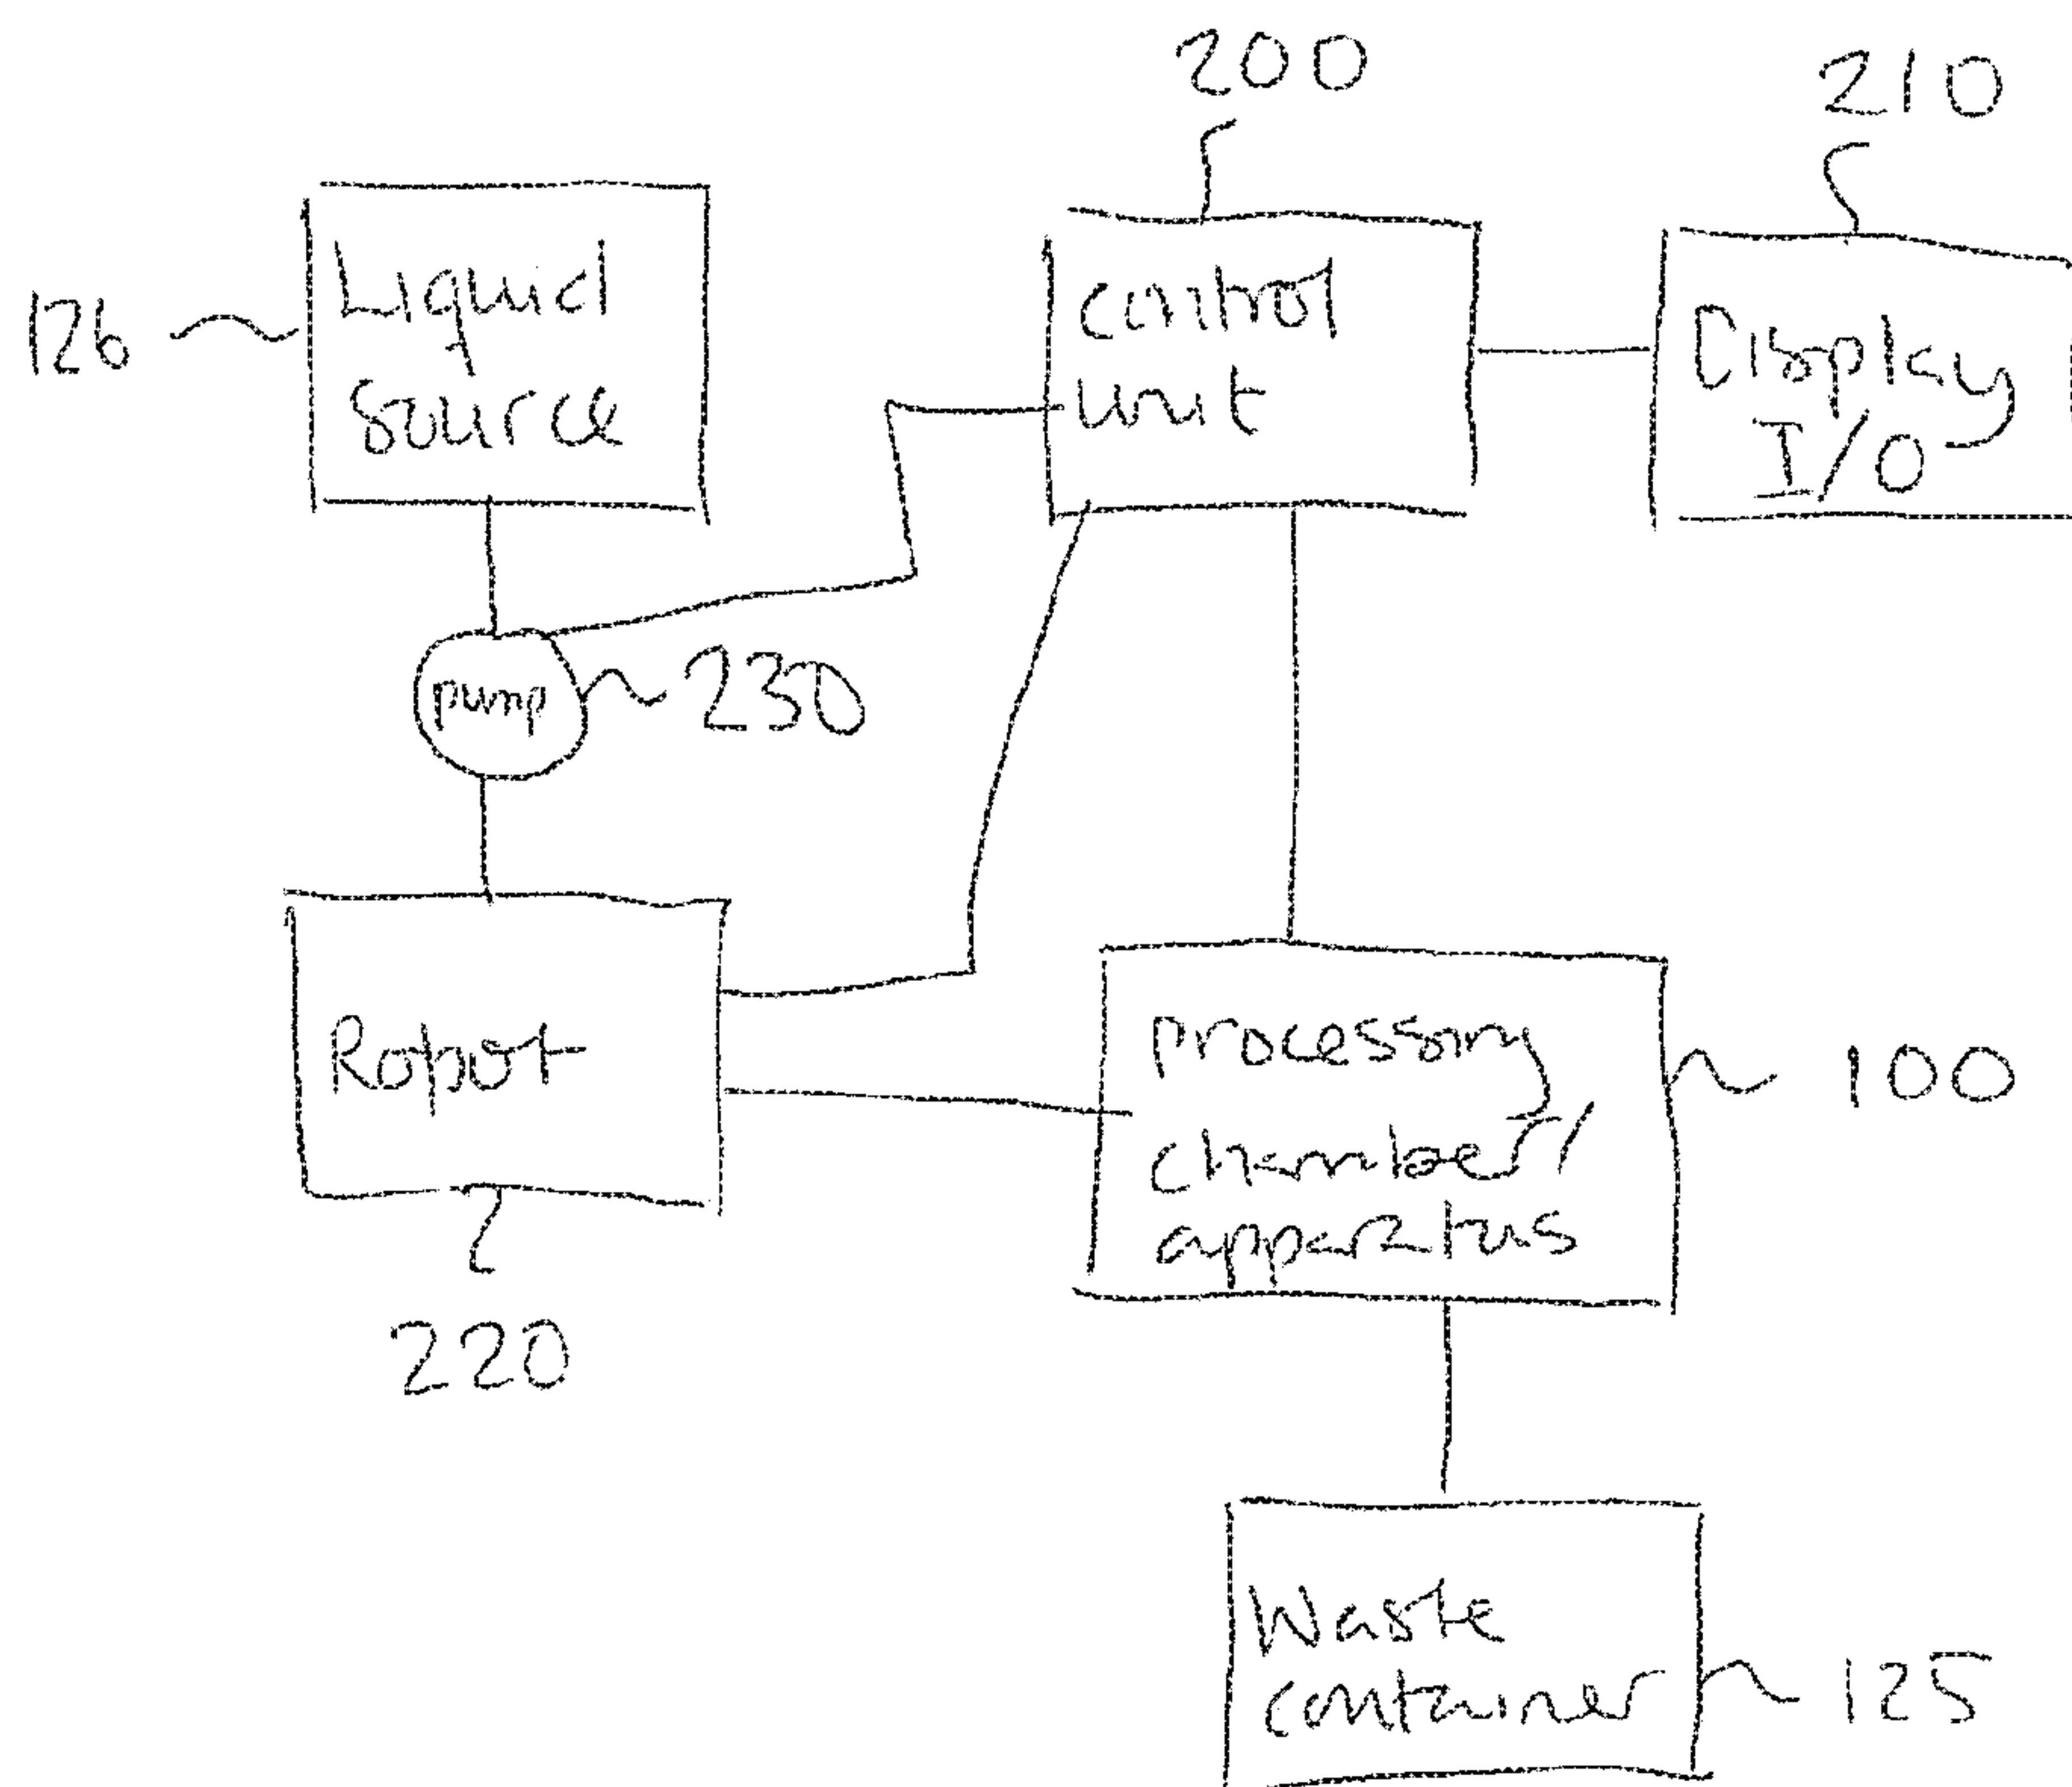 200
210
126
Liquid
source
control
unit
Display
I/O
pump
230
Robot
processing
chamber/
apparatus
100
220
Waste
container
125